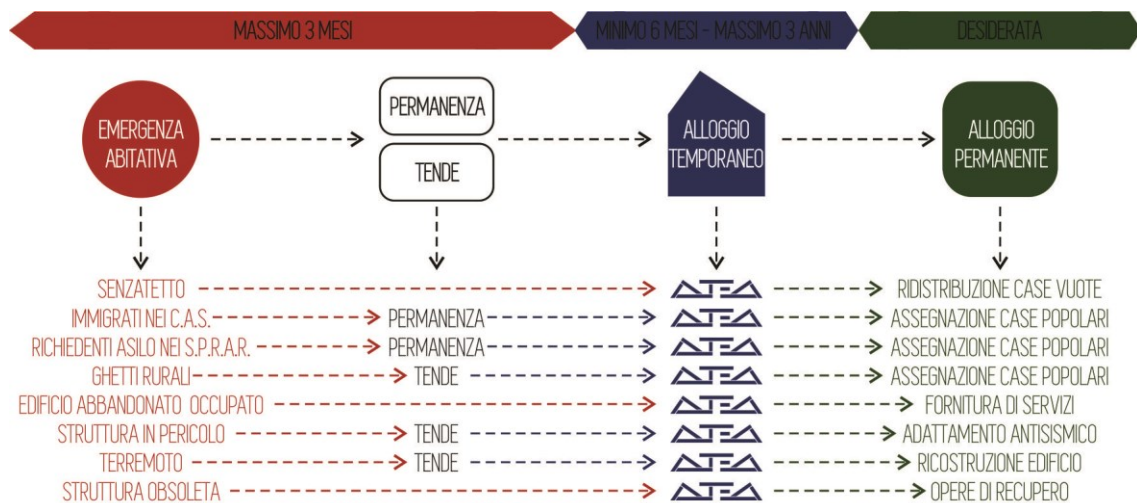 MASSIMO 3 MESI
MINIMO 6 MESI - MASSIMO 3 ANNI
DESIDERATA
EMERGENZA
ABITATIVA
PERMANENZA
TENDE
ALLOGGIO
TEMPORANEO
ALLOGGIO
PERMANENTE
SENZATETTO ATEA RIDISTRIBUZIONE CASE VUOTE
IMMIGRATI NEI C.A.S. PERMANENZA ATEA ASSEGNAZIONE CASE POPOLARI
RICHIEDENTI ASILO NEI S.P.R.A.R. PERMANENZA ATEA ASSEGNAZIONE CASE POPOLARI
GHETTI RURALI TENDE ATEA ASSEGNAZIONE CASE POPOLARI
EDIFICIO ABBANDONATO OCCUPATO ATEA FORNITURA DI SERVIZI
STRUTTURA IN PERICOLO TENDE ATEA ADATTAMENTO ANTISISMICO
TERREMOTO TENDE ATEA RICOSTRUZIONE EDIFICIO
STRUTTURA OBSOLETA ATEA OPERE DI RECUPERO